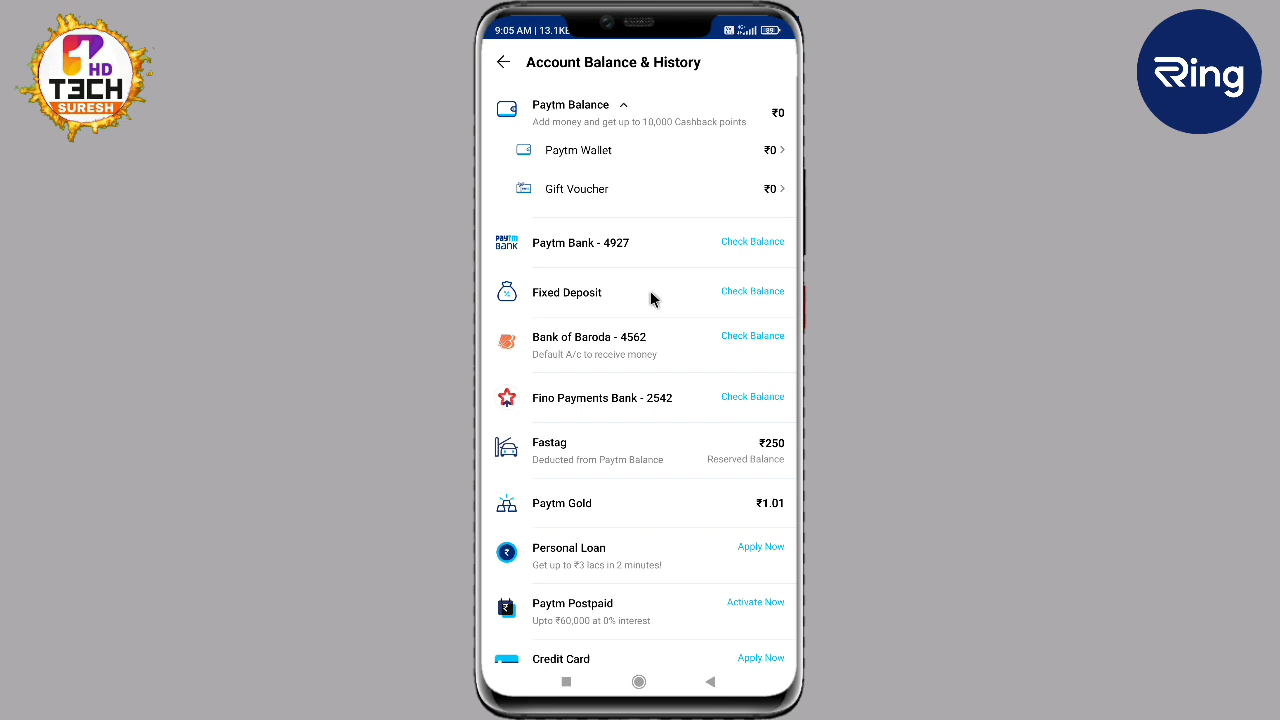 1
HD
T3CH
SURESH
Ring
9:05 AM | 13.1KB
Account Balance & History
Paytm Balance
₹0
Add money and get up to 10,000 Cashback points
Paytm Wallet ₹0
Gift Voucher ₹0
paytm
BANK
Paytm Bank - 4927 Check Balance
Fixed Deposit Check Balance
Bank of Baroda - 4562 Check Balance
Default A/c to receive money
Fino Payments Bank - 2542 Check Balance
Fastag ₹250
Deducted from Paytm Balance Reserved Balance
Paytm Gold ₹1.01
Personal Loan Apply Now
Get up to ₹3 lacs in 2 minutes!
Paytm Postpaid Activate Now
Upto ₹60,000 at 0% interest
Credit Card Apply Now